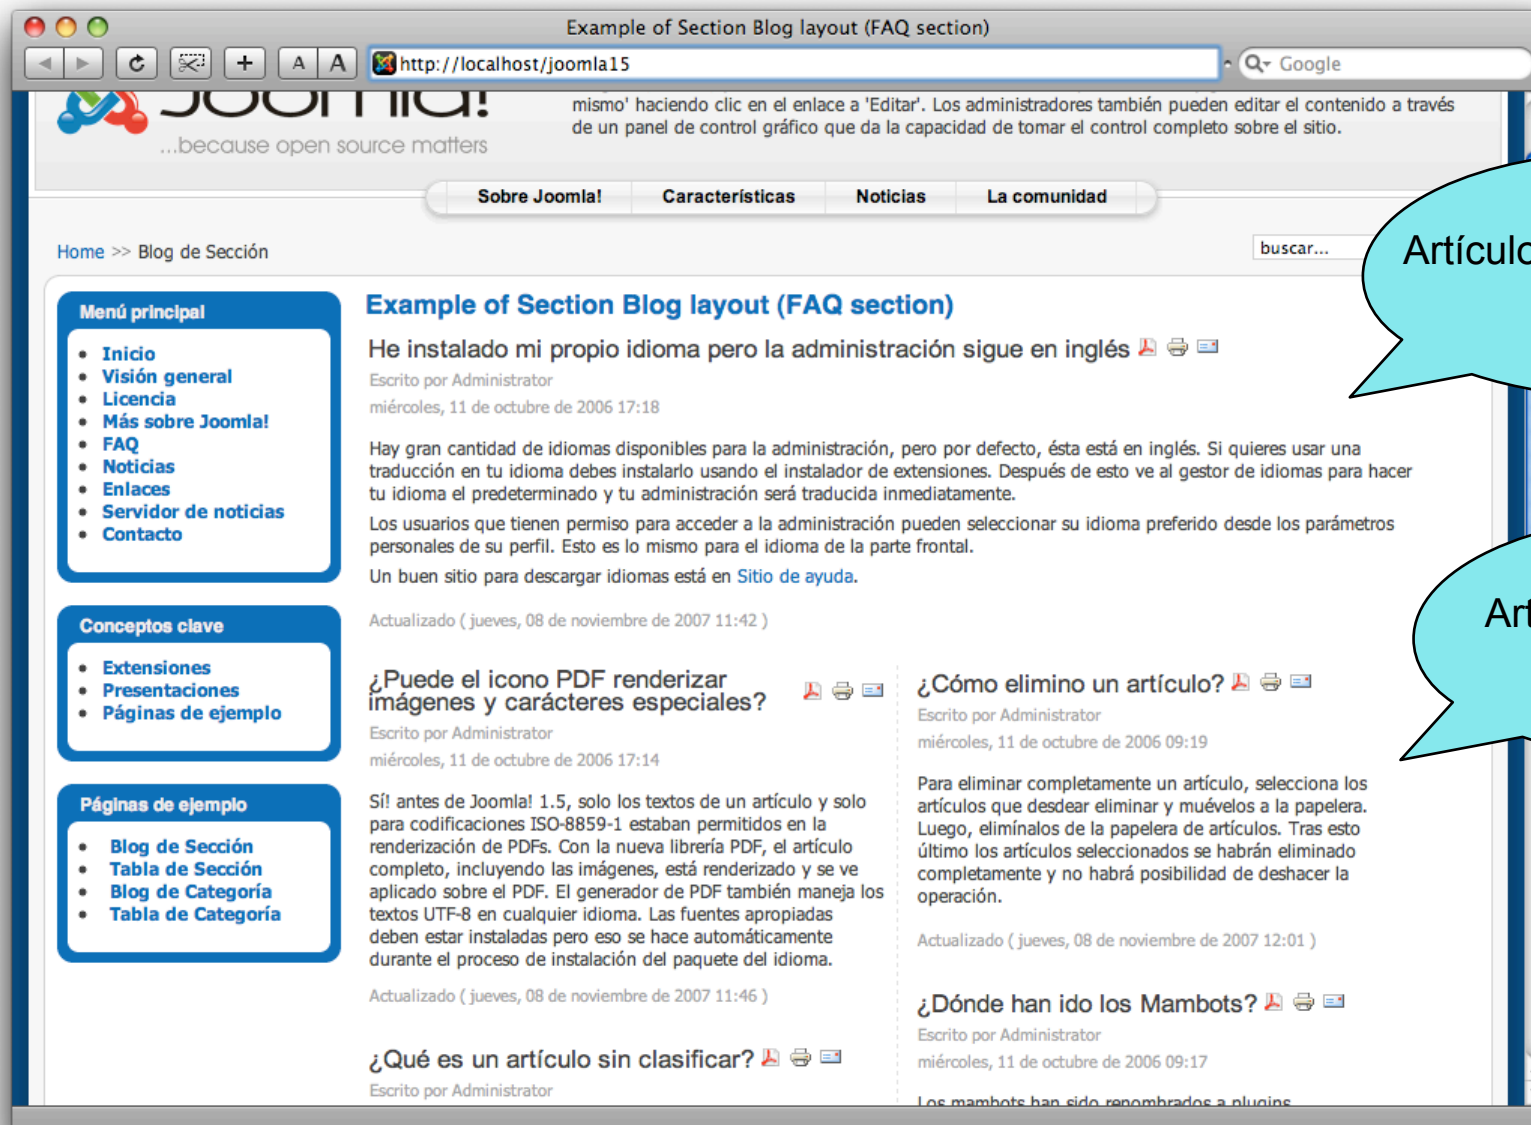 Example of Section Blog layout (FAQ section)
A A
http://localhost/joomla15
Google
Joomla!
...because open source matters
mismo' haciendo clic en el enlace a 'Editar'. Los administradores también pueden editar el contenido a través
de un panel de control gráfico que da la capacidad de tomar el control completo sobre el sitio.
Sobre Joomla! Características Noticias La comunidad
Home >> Blog de Sección
buscar...
Menú principal
Inicio
Visión general
Licencia
Más sobre Joomla!
FAQ
Noticias
Enlaces
Servidor de noticias
Contacto
Conceptos clave
Extensiones
Presentaciones
Páginas de ejemplo
Páginas de ejemplo
Blog de Sección
Tabla de Sección
Blog de Categoría
Tabla de Categoría
Example of Section Blog layout (FAQ section)
He instalado mi propio idioma pero la administración sigue en inglés
Escrito por Administrator
miércoles, 11 de octubre de 2006 17:18
Hay gran cantidad de idiomas disponibles para la administración, pero por defecto, ésta está en inglés. Si quieres usar una
traducción en tu idioma debes instalarlo usando el instalador de extensiones. Después de esto ve al gestor de idiomas para hacer
tu idioma el predeterminado y tu administración será traducida inmediatamente.
Los usuarios que tienen permiso para acceder a la administración pueden seleccionar su idioma preferido desde los parámetros
personales de su perfil. Esto es lo mismo para el idioma de la parte frontal.
Un buen sitio para descargar idiomas está en Sitio de ayuda.
Actualizado ( jueves, 08 de noviembre de 2007 11:42 )
¿Puede el icono PDF renderizar
imágenes y carácteres especiales?
Escrito por Administrator
miércoles, 11 de octubre de 2006 17:14
Sí! antes de Joomla! 1.5, solo los textos de un artículo y solo
para codificaciones ISO-8859-1 estaban permitidos en la
renderización de PDFs. Con la nueva librería PDF, el artículo
completo, incluyendo las imágenes, está renderizado y se ve
aplicado sobre el PDF. El generador de PDF también maneja los
textos UTF-8 en cualquier idioma. Las fuentes apropiadas
deben estar instaladas pero eso se hace automáticamente
durante el proceso de instalación del paquete del idioma.
Actualizado ( jueves, 08 de noviembre de 2007 11:46 )
¿Qué es un artículo sin clasificar?
Escrito por Administrator
¿Cómo elimino un artículo?
Escrito por Administrator
miércoles, 11 de octubre de 2006 09:19
Para eliminar completamente un artículo, selecciona los
artículos que desdear eliminar y muévelos a la papelera.
Luego, elimínalos de la papelera de artículos. Tras esto
último los artículos seleccionados se habrán eliminado
completamente y no habrá posibilidad de deshacer la
operación.
Actualizado ( jueves, 08 de noviembre de 2007 12:01 )
¿Dónde han ido los Mambots?
Escrito por Administrator
miércoles, 11 de octubre de 2006 09:17
Los mambots han sido renombrados a plugins